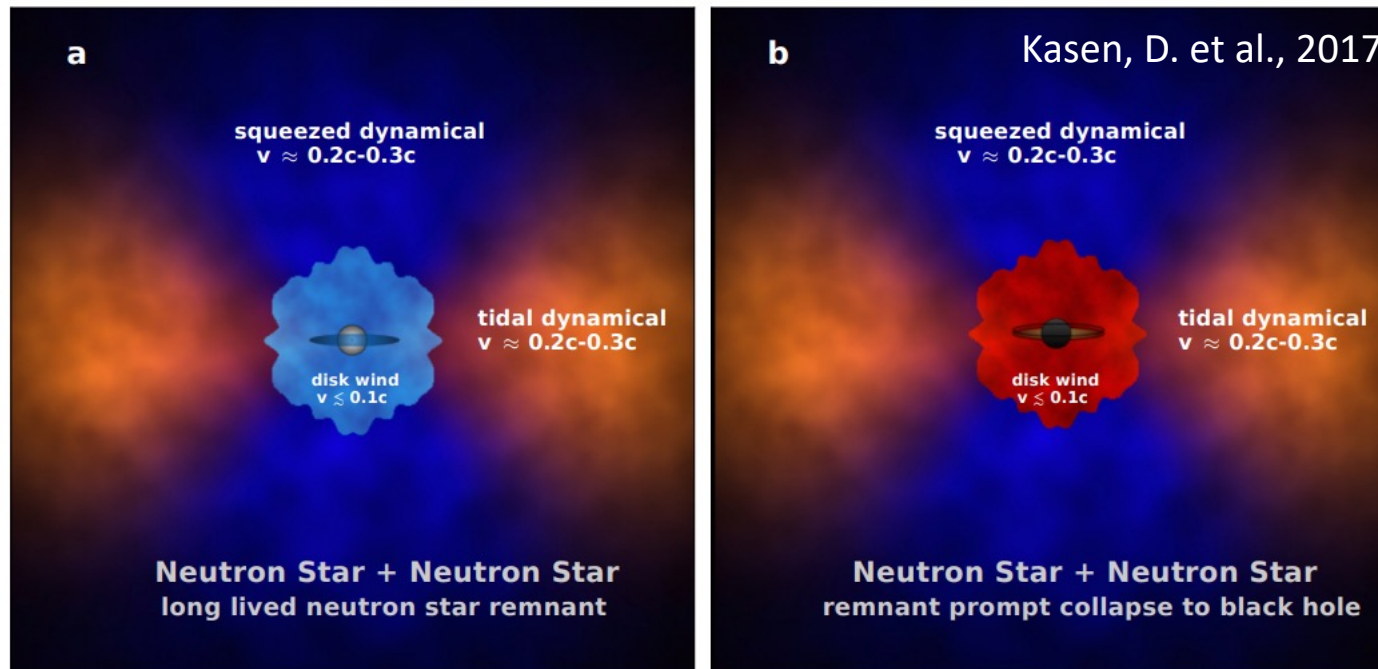 a
squeezed dynamical
v ≈ 0.2c-0.3c
tidal dynamical
v ≈ 0.2c-0.3c
disk wind
v ≲ 0.1c
Neutron Star + Neutron Star
long lived neutron star remnant
b
Kasen, D. et al., 2017
squeezed dynamical
v ≈ 0.2c-0.3c
tidal dynamical
v ≈ 0.2c-0.3c
disk wind
v ≲ 0.1c
Neutron Star + Neutron Star
remnant prompt collapse to black hole